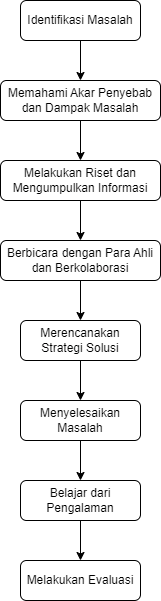 Identifikasi Masalah
Memahami Akar Penyebab
dan Dampak Masalah
Melakukan Riset dan
Mengumpulkan Informasi
Berbicara dengan Para Ahli
dan Berkolaborasi
Merencanakan
Strategi Solusi
Menyelesaikan
Masalah
Belajar dari
Pengalaman
Melakukan Evaluasi